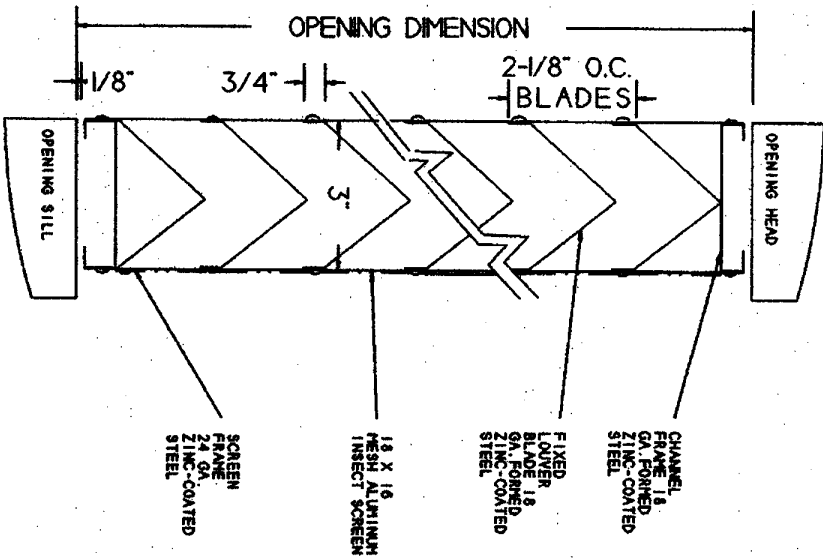 OPENING DIMENSION
1/8"
3/4"
2-1/8" O.C.
BLADES
OPENING SILL
3"
OPENING HEAD
SCREEN
FRAME
24 GA.
ZINC-COATED
STEEL
18 X 16
MESH ALUMINUM
INSECT SCREEN
FIXED
LOUVER
BLADE 18
GA. FORMED
ZINC-COATED
STEEL
CHANNEL
FRAME 18
GA. FORMED
ZINC-COATED
STEEL